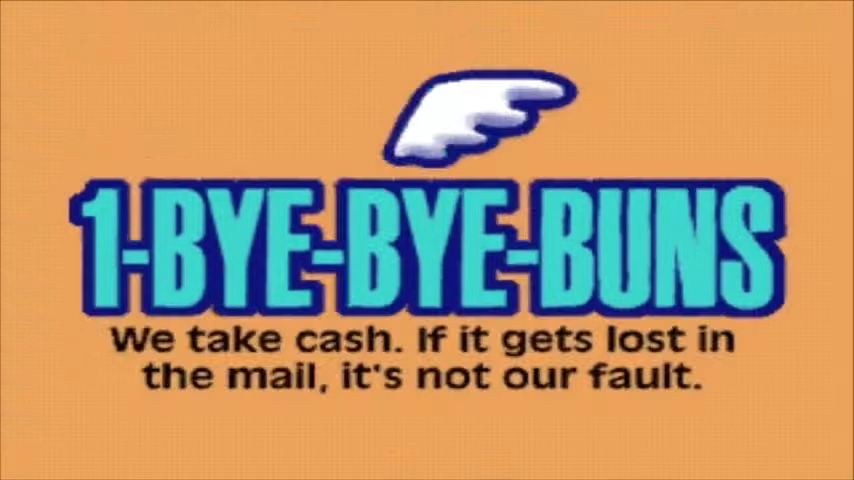 1-BYE-BYE-BUNS
We take cash. If it gets lost in
the mail, it's not our fault.